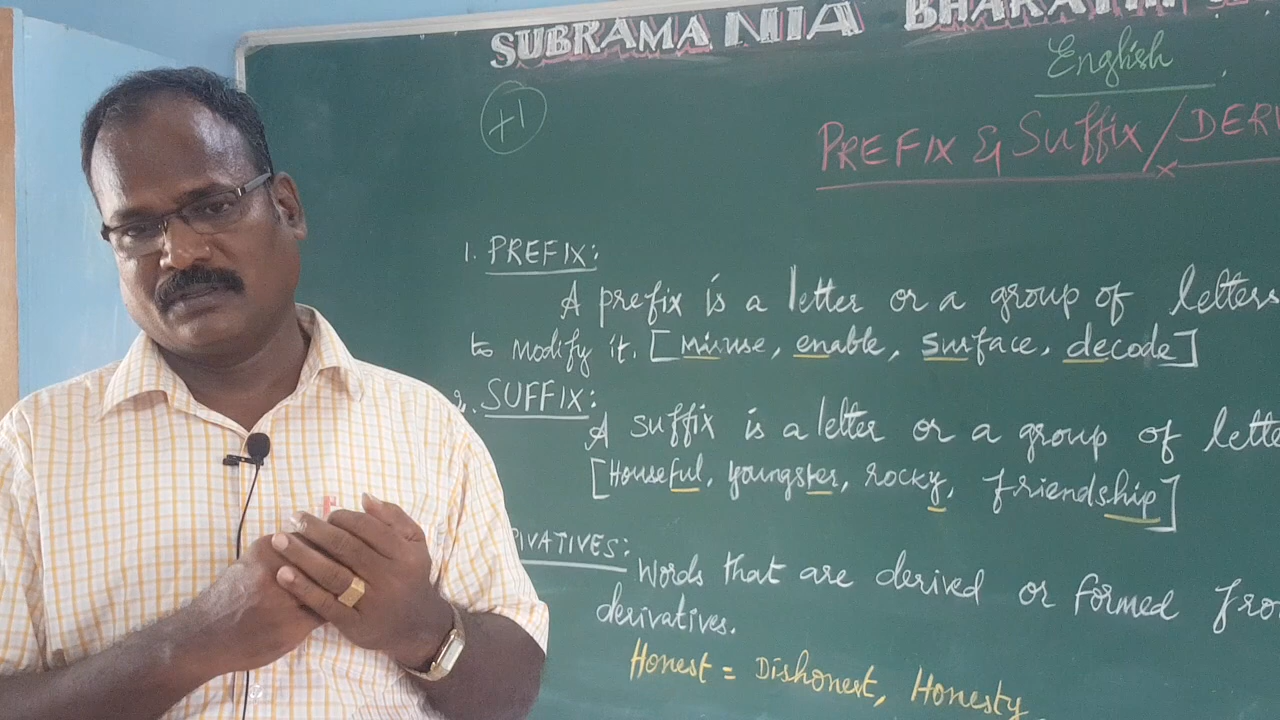 SUBRAMANIA BHARATHI
English
+1
PREFIX & Suffix / DERI
1. PREFIX:
A prefix is a letter or a group of letters
to modify it. [Misuse, enable, Surface, decode]
2. SUFFIX:
A suffix is a letter or a group of lette
[Houseful, youngster, rocky, friendship]
IVATIVES:
Words that are derived or formed fro
derivatives.
Honest = Dishonest, Honesty